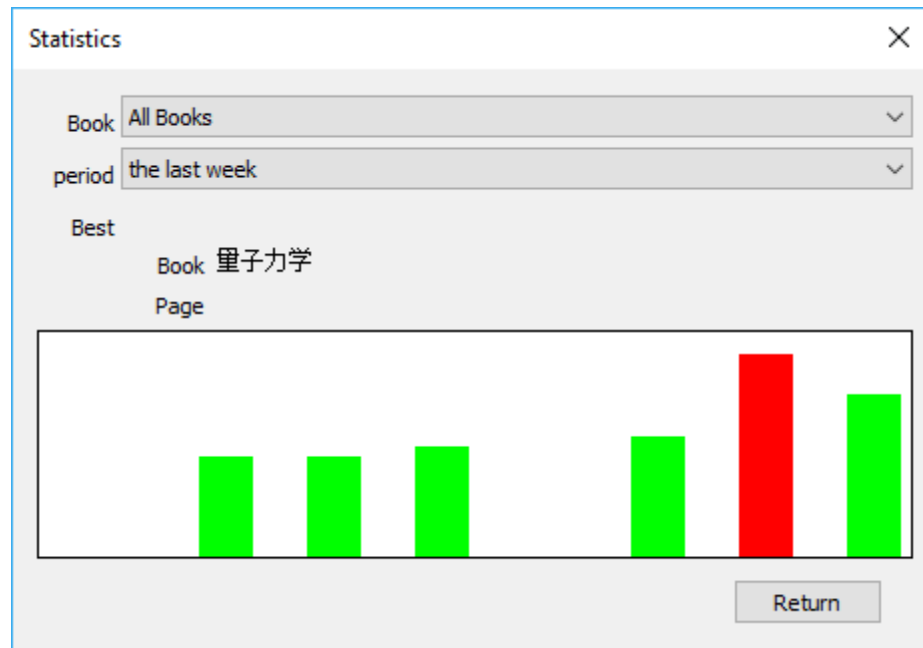 Statistics
Book All Books
period the last week
Best
Book 量子力学
Page
Return